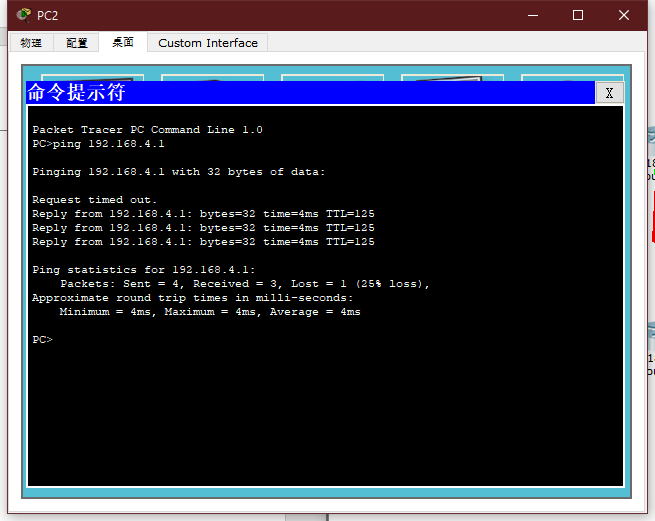 PC2
物理 配置 桌面 Custom Interface
命令提示符 X
Packet Tracer PC Command Line 1.0
PC>ping 192.168.4.1
Pinging 192.168.4.1 with 32 bytes of data:
Request timed out.
Reply from 192.168.4.1: bytes=32 time=4ms TTL=125
Reply from 192.168.4.1: bytes=32 time=4ms TTL=125
Reply from 192.168.4.1: bytes=32 time=4ms TTL=125
Ping statistics for 192.168.4.1:
Packets: Sent = 4, Received = 3, Lost = 1 (25% loss),
Approximate round trip times in milli-seconds:
Minimum = 4ms, Maximum = 4ms, Average = 4ms
PC>